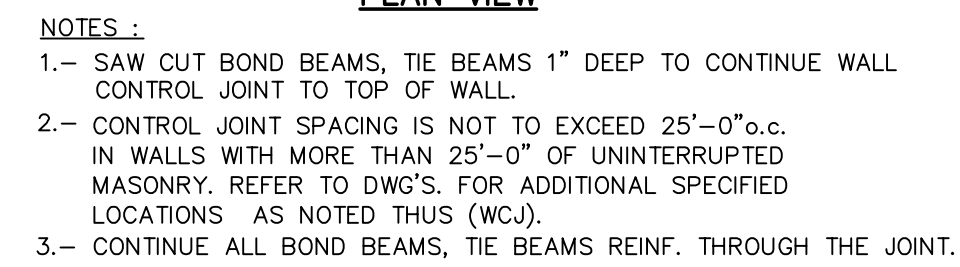 PLAN VIEW
NOTES :
1.– SAW CUT BOND BEAMS, TIE BEAMS 1” DEEP TO CONTINUE WALL
CONTROL JOINT TO TOP OF WALL.
2.– CONTROL JOINT SPACING IS NOT TO EXCEED 25’–0”o.c.
IN WALLS WITH MORE THAN 25’–0” OF UNINTERRUPTED
MASONRY. REFER TO DWG’S. FOR ADDITIONAL SPECIFIED
LOCATIONS AS NOTED THUS (WCJ).
3.– CONTINUE ALL BOND BEAMS, TIE BEAMS REINF. THROUGH THE JOINT.